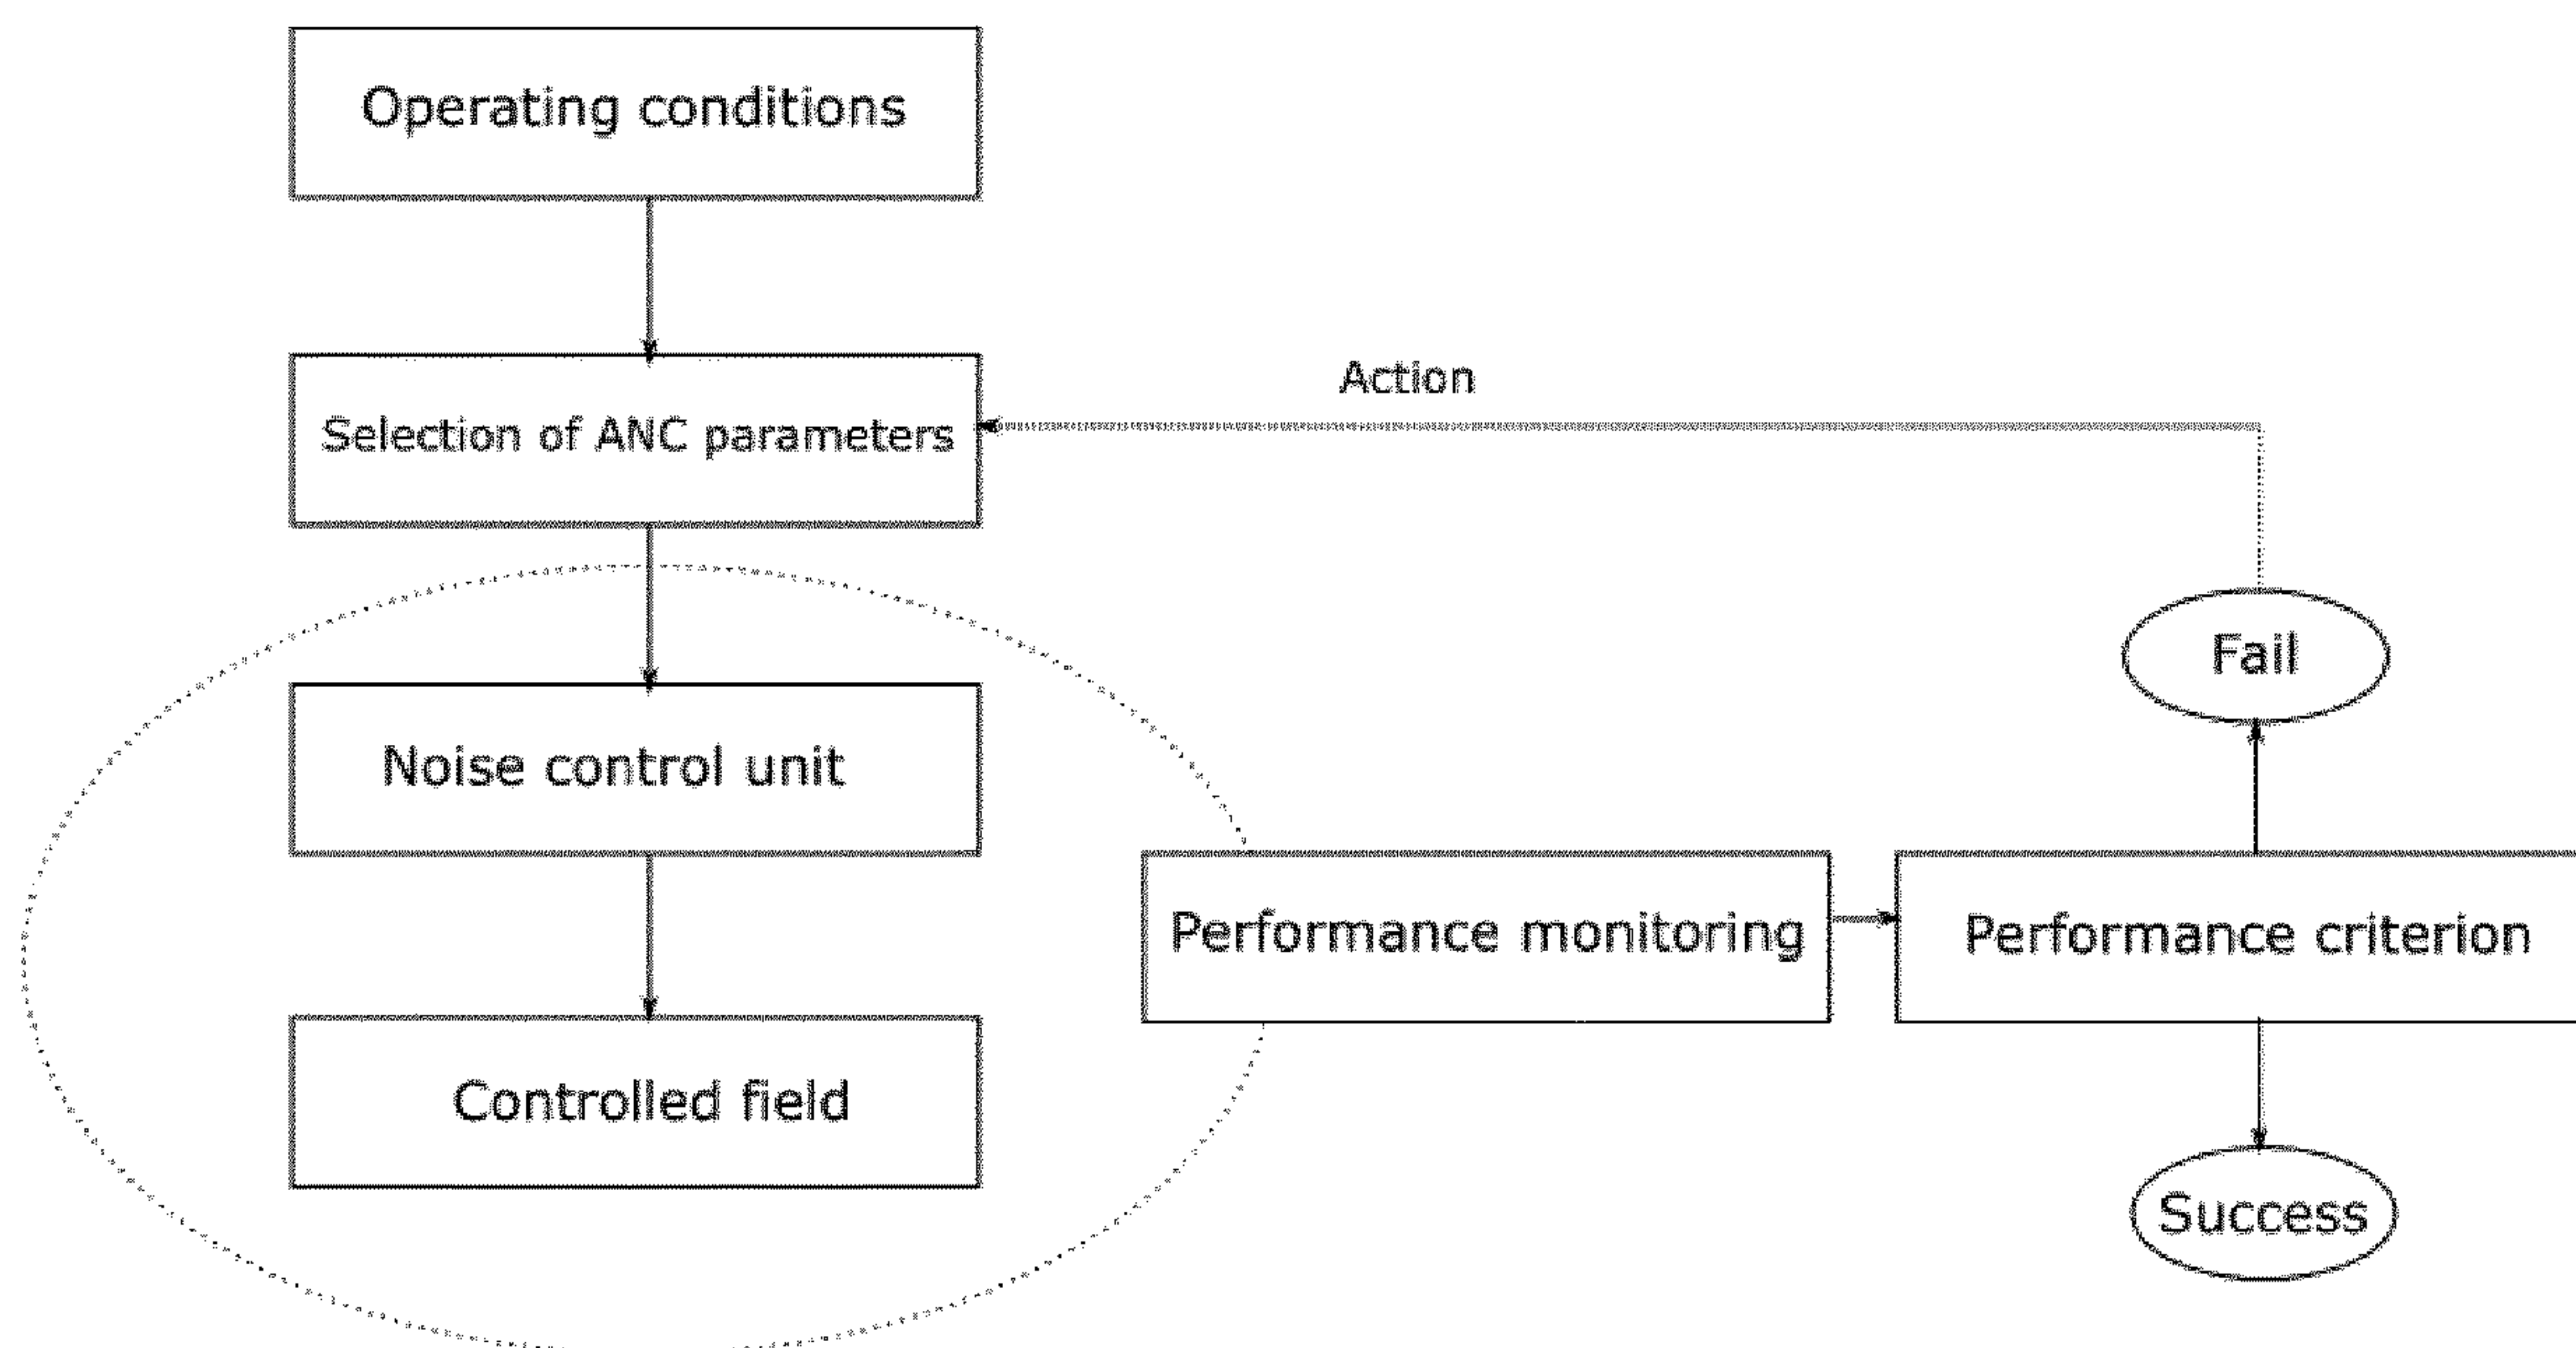 Operating conditions
Action
Selection of ANC parameters
Fail
Noise control unit
Performance monitoring
Performance criterion
Controlled field
Success